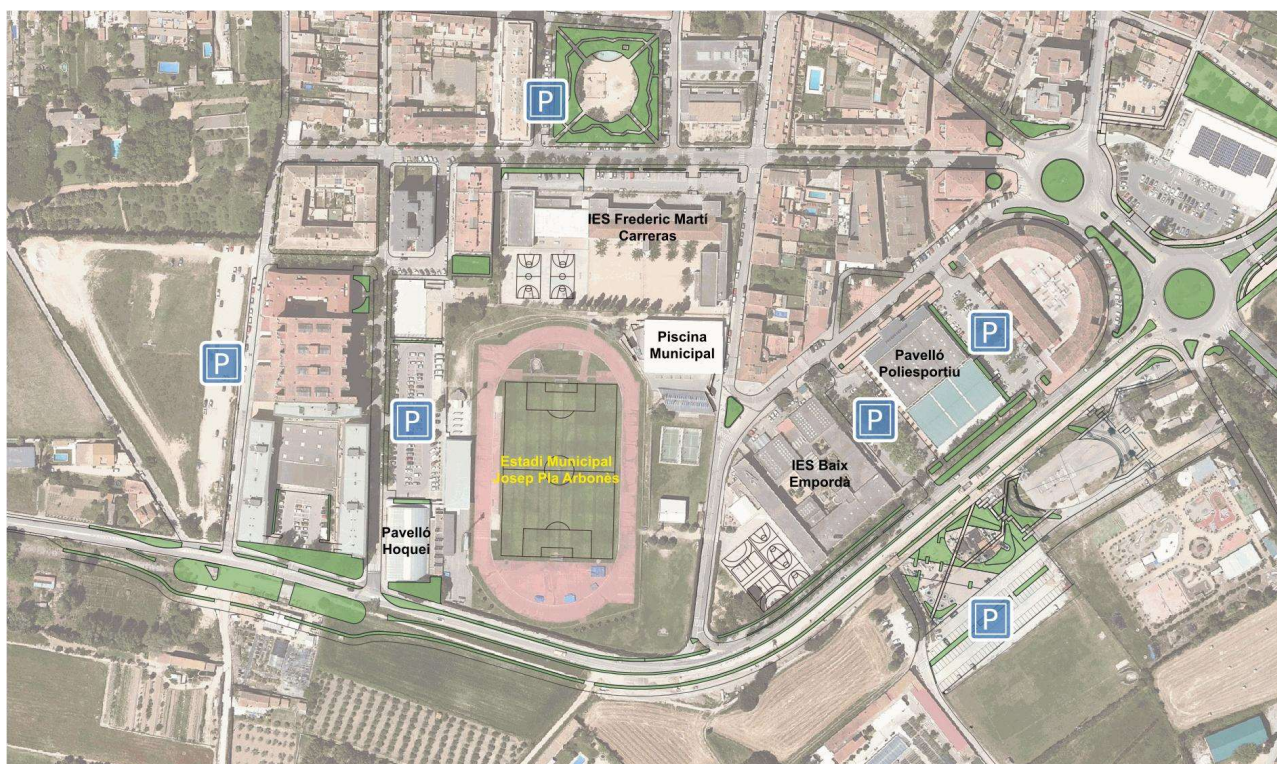 P
IES Frederic Martí
Carreras
Piscina
Municipal
P
Pavelló
Poliesportiu
P
P
P
Estadi Municipal
Josep Pla Arbonès
IES Baix
Empordà
Pavelló
Hoquei
P